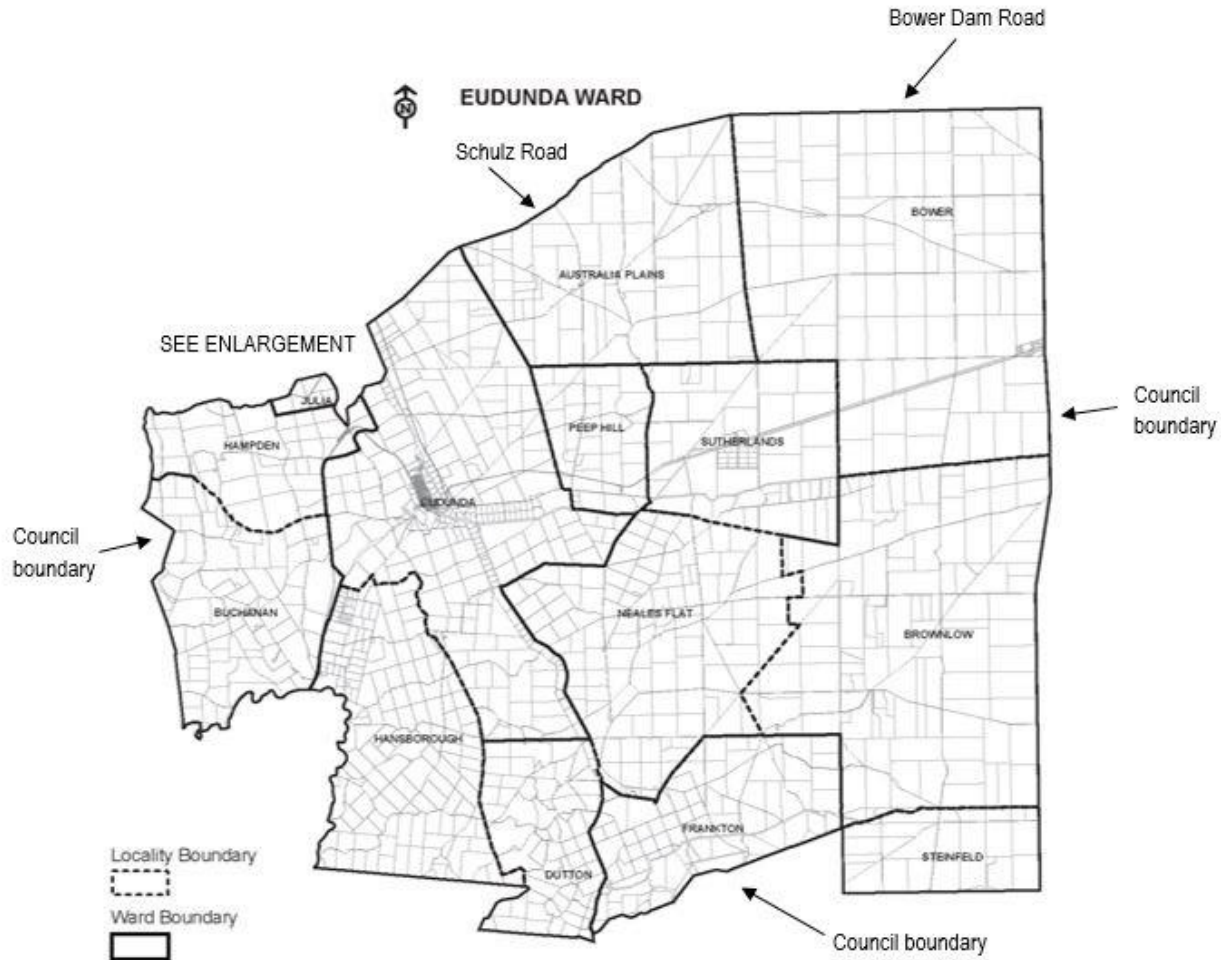 Bower Dam Road
EUDUNDA WARD
N
Schulz Road
BOWER
AUSTRALIA PLAINS
SEE ENLARGEMENT
JULIA
Council
boundary
HAMPDEN
PEEP HILL
SUTHERLANDS
EUDUNDA
Council
boundary
BUCHANAN
NEALES FLAT
BROWNLOW
HANSBOROUGH
FRANKTON
STEINFELD
DUTTON
Locality Boundary
Ward Boundary
Council boundary